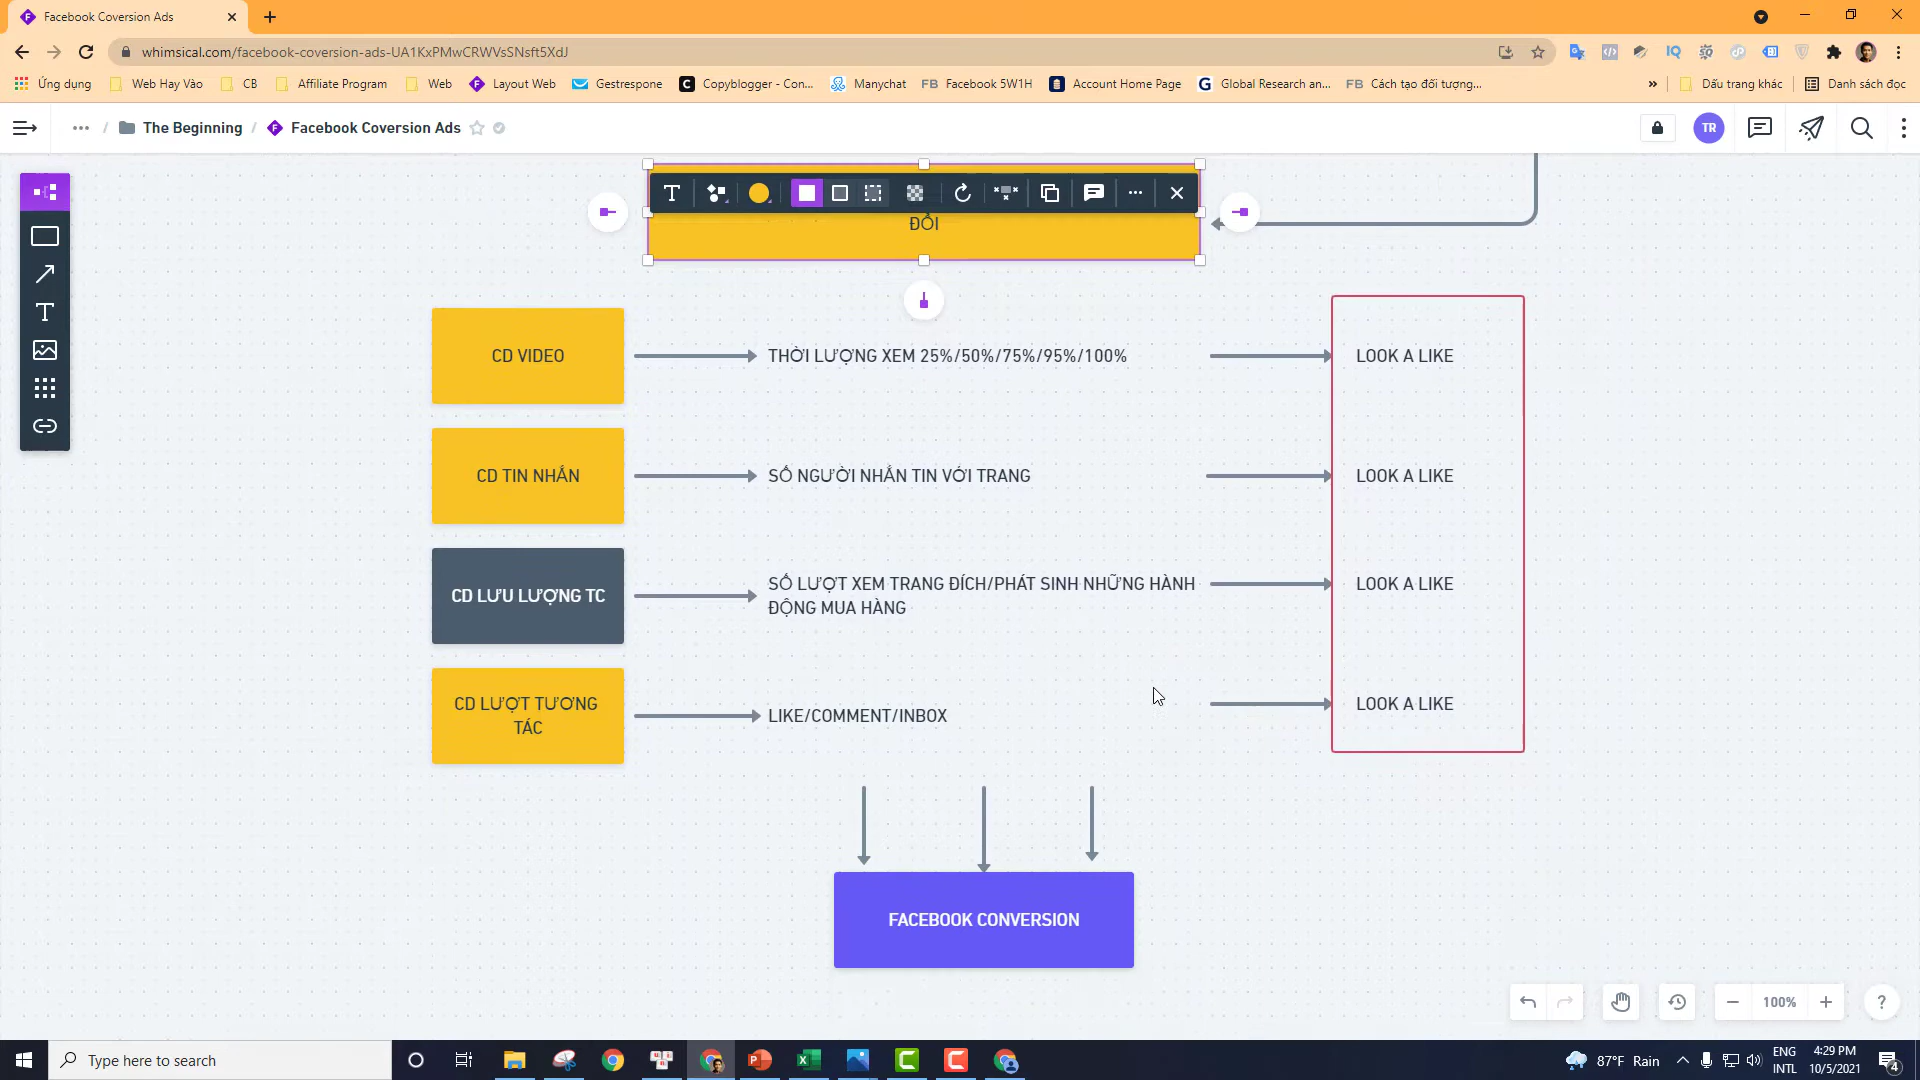 Facebook Coversion Ads
whimsical.com/facebook-coversion-ads-UA1KxPMwCRWVsSNsft5XdJ
Ứng dụng
Web Hay Vào
CB
Affiliate Program
Web
Layout Web
Gestrespone
Copyblogger - Con...
Manychat
FB Facebook 5W1H
Account Home Page
Global Research an...
FB Cách tạo đối tượng...
»
Dấu trang khác
Danh sách đọc
/ The Beginning / Facebook Coversion Ads
TR
ĐỔI
CD VIDEO
THỜI LƯỢNG XEM 25%/50%/75%/95%/100%
LOOK A LIKE
CD TIN NHẮN
SỐ NGƯỜI NHẮN TIN VỚI TRANG
LOOK A LIKE
CD LƯU LƯỢNG TC
SỐ LƯỢT XEM TRANG ĐÍCH/PHÁT SINH NHỮNG HÀNH
ĐỘNG MUA HÀNG
LOOK A LIKE
CD LƯỢT TƯƠNG
TÁC
LIKE/COMMENT/INBOX
LOOK A LIKE
FACEBOOK CONVERSION
100%
?
Type here to search
87°F Rain
ENG
INTL
4:29 PM
10/5/2021
4